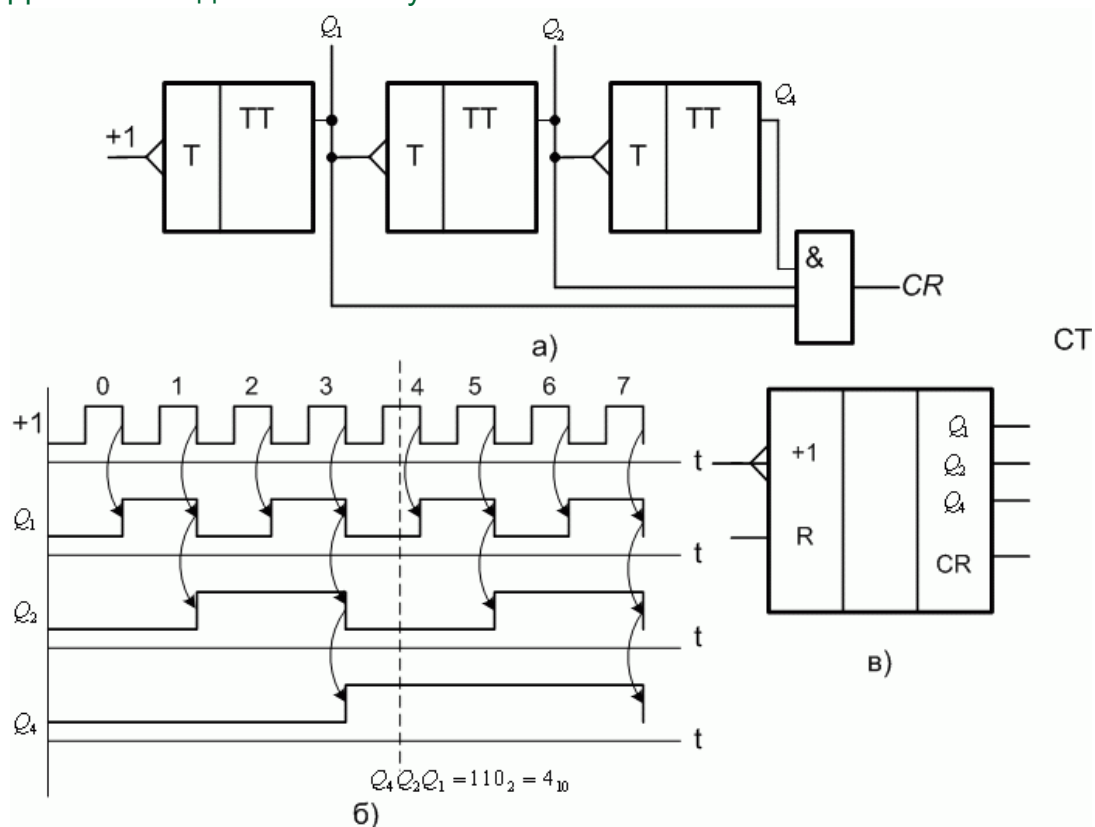 Q₁ Q₂
Q₄
+1 T TT T TT T TT
&
CR
а)
CT
0 1 2 3 4 5 6 7
+1
t
Q₁
t
Q₂
t
Q₄
t
Q₄Q₂Q₁=110₂=4₁₀
б)
+1 Q₁
Q₂
Q₄
R CR
в)